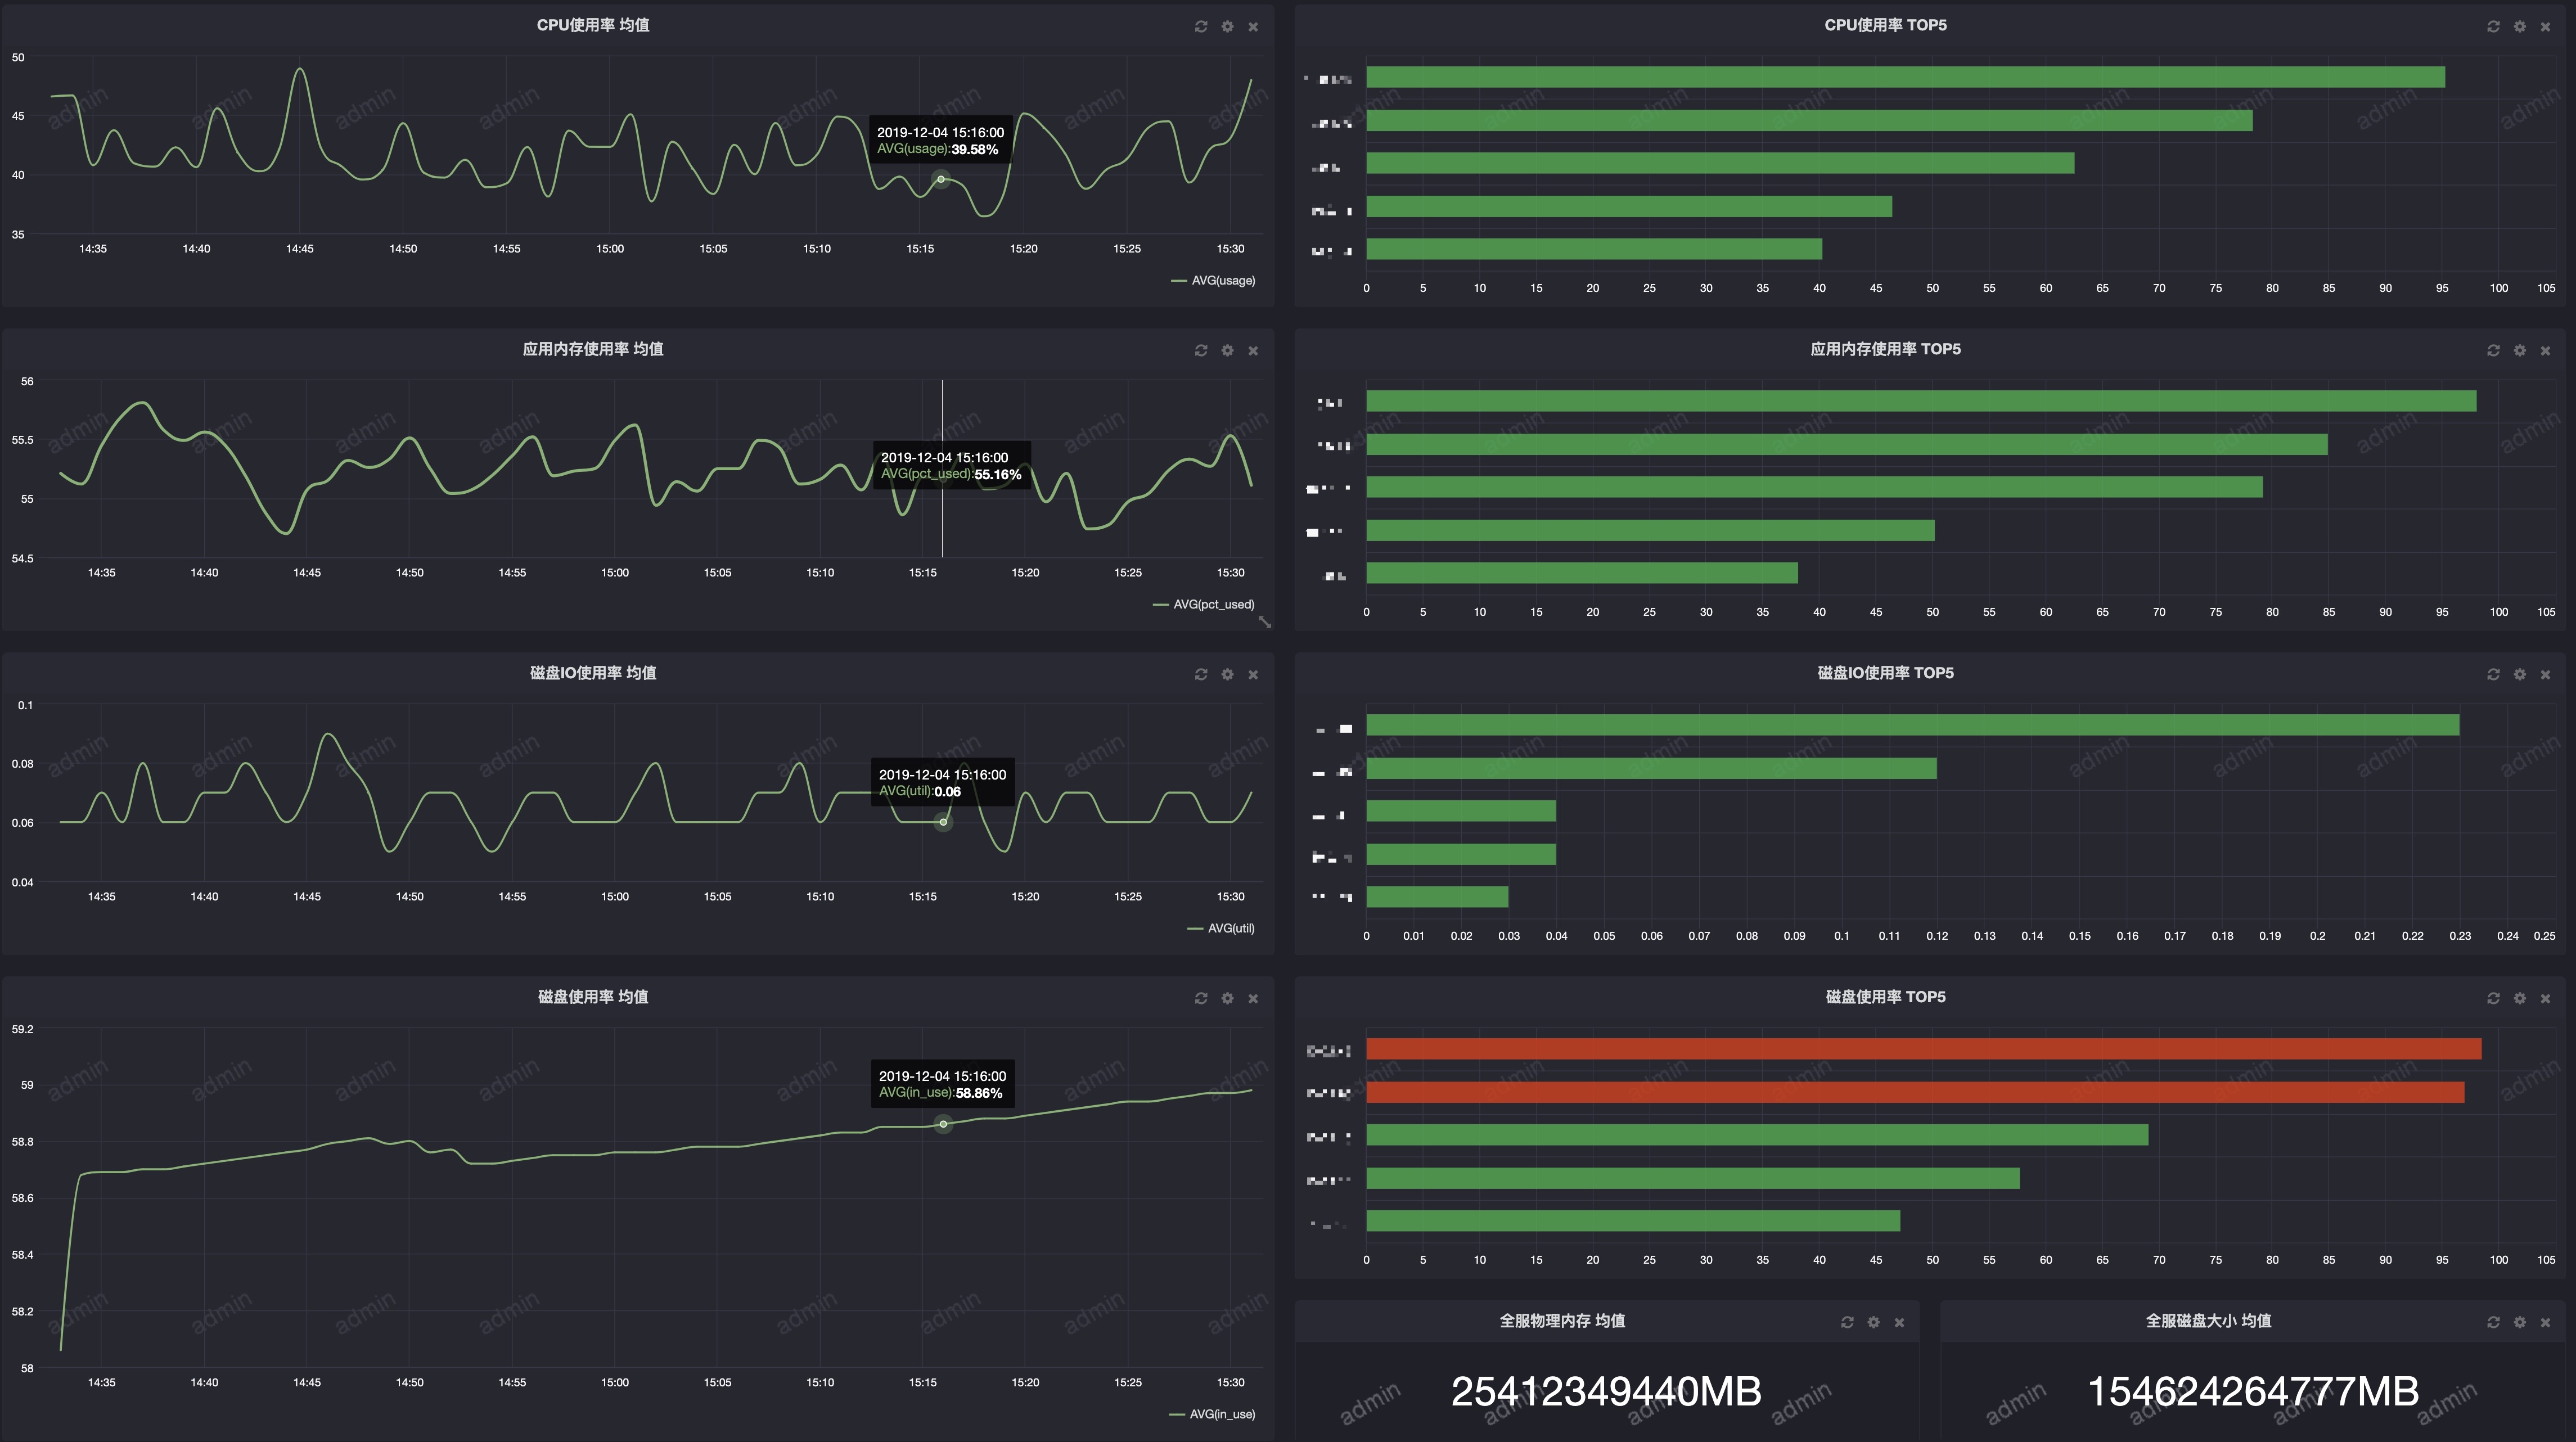 CPU使用率 均值
50
45
40
35
2019-12-04 15:16:00
AVG(usage):39.58%
14:35 14:40 14:45 14:50 14:55 15:00 15:05 15:10 15:15 15:20 15:25 15:30
AVG(usage)
CPU使用率 TOP5
0 5 10 15 20 25 30 35 40 45 50 55 60 65 70 75 80 85 90 95 100 105
应用内存使用率 均值
56
55.5
55
54.5
2019-12-04 15:16:00
AVG(pct_used):55.16%
14:35 14:40 14:45 14:50 14:55 15:00 15:05 15:10 15:15 15:20 15:25 15:30
AVG(pct_used)
应用内存使用率 TOP5
0 5 10 15 20 25 30 35 40 45 50 55 60 65 70 75 80 85 90 95 100 105
磁盘IO使用率 均值
0.1
0.08
0.06
0.04
2019-12-04 15:16:00
AVG(util):0.06
14:35 14:40 14:45 14:50 14:55 15:00 15:05 15:10 15:15 15:20 15:25 15:30
AVG(util)
磁盘IO使用率 TOP5
0 0.01 0.02 0.03 0.04 0.05 0.06 0.07 0.08 0.09 0.1 0.11 0.12 0.13 0.14 0.15 0.16 0.17 0.18 0.19 0.2 0.21 0.22 0.23 0.24 0.25
磁盘使用率 均值
59.2
59
58.8
58.6
58.4
58.2
58
2019-12-04 15:16:00
AVG(in_use):58.86%
14:35 14:40 14:45 14:50 14:55 15:00 15:05 15:10 15:15 15:20 15:25 15:30
AVG(in_use)
磁盘使用率 TOP5
0 5 10 15 20 25 30 35 40 45 50 55 60 65 70 75 80 85 90 95 100 105
全服物理内存 均值
25412349440MB
全服磁盘大小 均值
154624264777MB
admin